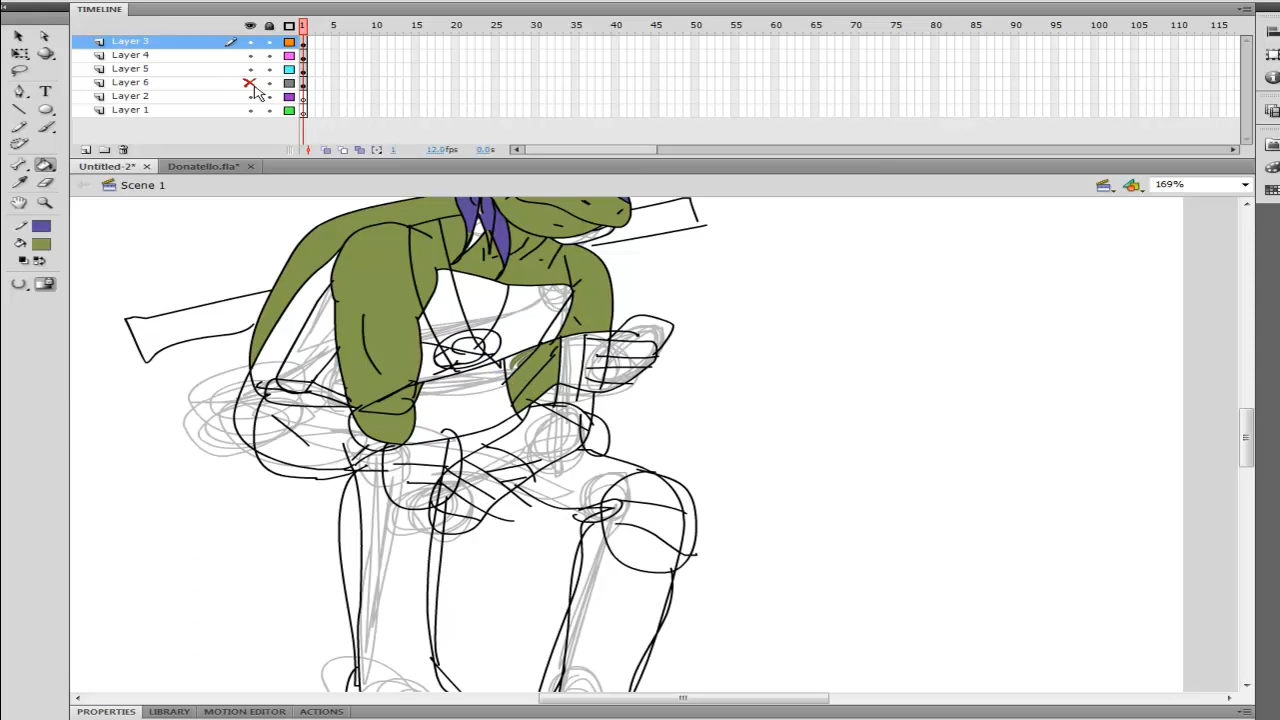 TIMELINE
1 5 10 15 20 25 30 35 40 45 50 55 60 65 70 75 80 85 90 95 100 105 110 115
Layer 3
Layer 4
Layer 5
Layer 6
Layer 2
Layer 1
1 12.0fps 0.0s
Untitled-2* Donatello.fla*
Scene 1 169%
T
PROPERTIES LIBRARY MOTION EDITOR ACTIONS